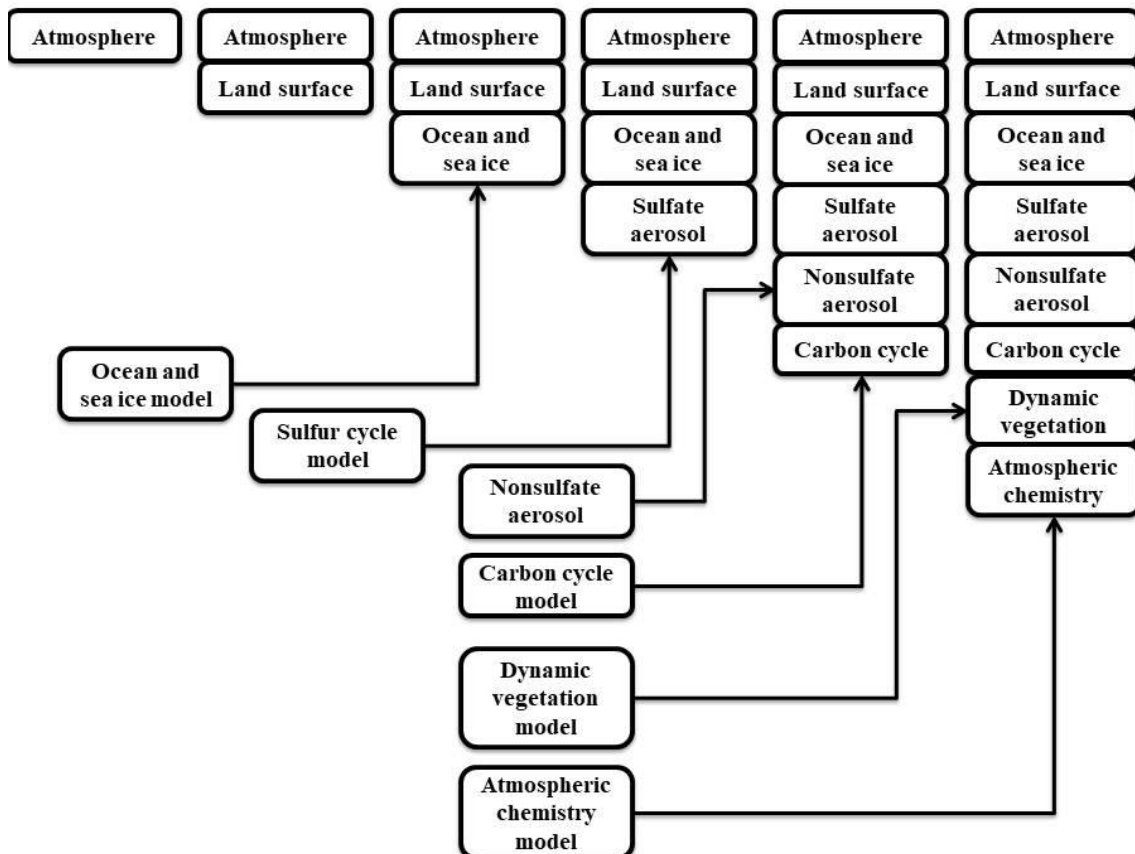 Atmosphere
Atmosphere
Atmosphere
Atmosphere
Atmosphere
Atmosphere
Land surface
Land surface
Land surface
Land surface
Land surface
Ocean and
sea ice
Ocean and
sea ice
Ocean and
sea ice
Ocean and
sea ice
Sulfate
aerosol
Sulfate
aerosol
Sulfate
aerosol
Nonsulfate
aerosol
Nonsulfate
aerosol
Carbon cycle
Carbon cycle
Ocean and
sea ice model
Dynamic
vegetation
Sulfur cycle
model
Atmospheric
chemistry
Nonsulfate
aerosol
Carbon cycle
model
Dynamic
vegetation
model
Atmospheric
chemistry
model